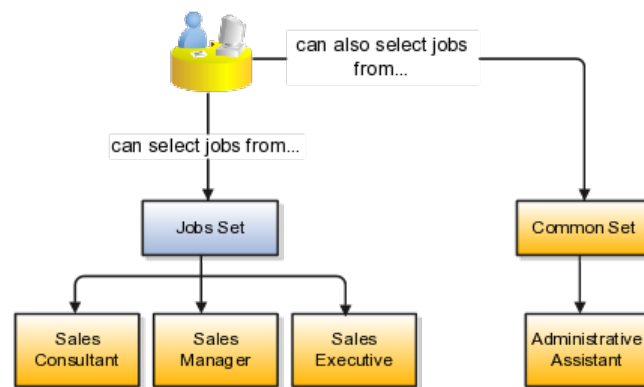 can also select jobs
from...
can select jobs from...
Jobs Set
Common Set
Sales
Consultant
Sales
Manager
Sales
Executive
Administrative
Assistant